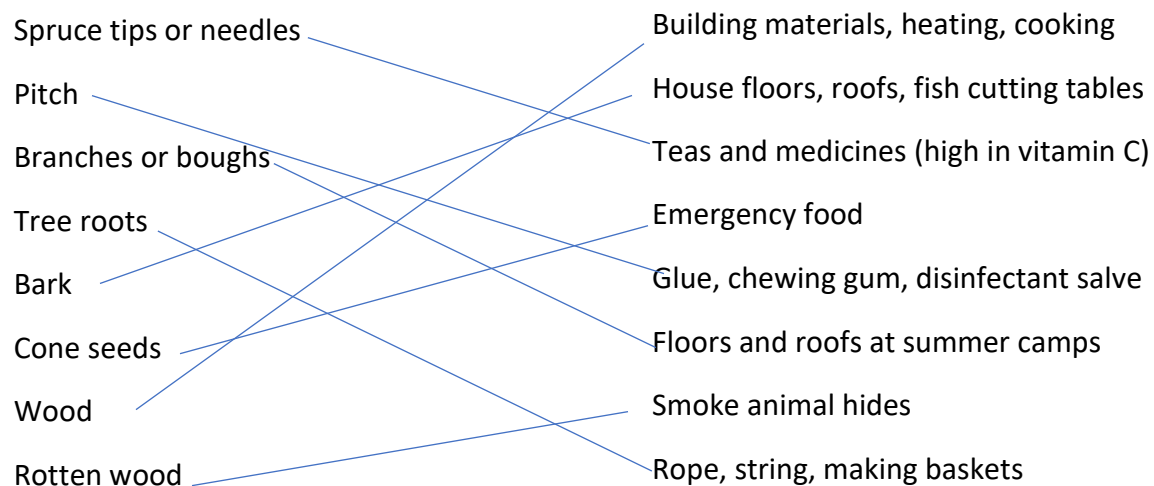 Spruce tips or needles
Pitch
Branches or boughs
Tree roots
Bark
Cone seeds
Wood
Rotten wood
Building materials, heating, cooking
House floors, roofs, fish cutting tables
Teas and medicines (high in vitamin C)
Emergency food
Glue, chewing gum, disinfectant salve
Floors and roofs at summer camps
Smoke animal hides
Rope, string, making baskets